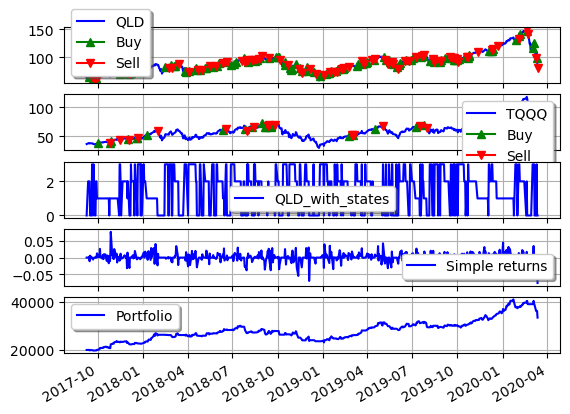 150
100
QLD
Buy
Sell
100
50
TQQQ
Buy
Sell
2
0
QLD_with_states
0.05
0.00
−0.05
Simple returns
40000
20000
Portfolio
2017-10
2018-01
2018-04
2018-07
2018-10
2019-01
2019-04
2019-07
2019-10
2020-01
2020-04